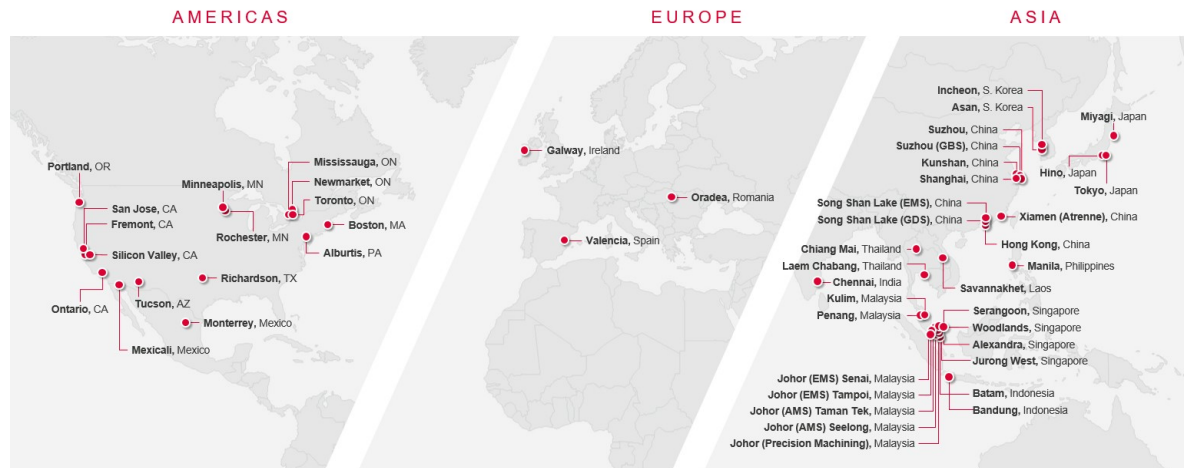 AMERICAS
EUROPE
ASIA
Portland, OR
San Jose, CA
Fremont, CA
Silicon Valley, CA
Ontario, CA
Mexicali, Mexico
Tucson, AZ
Monterrey, Mexico
Richardson, TX
Minneapolis, MN
Rochester, MN
Mississauga, ON
Newmarket, ON
Toronto, ON
Boston, MA
Alburtis, PA
Galway, Ireland
Oradea, Romania
Valencia, Spain
Incheon, S. Korea
Asan, S. Korea
Miyagi, Japan
Suzhou, China
Suzhou (GBS), China
Kunshan, China
Shanghai, China
Hino, Japan
Tokyo, Japan
Song Shan Lake (EMS), China
Song Shan Lake (GDS), China
Xiamen (Atrenne), China
Hong Kong, China
Chiang Mai, Thailand
Laem Chabang, Thailand
Chennai, India
Manila, Philippines
Savannakhet, Laos
Kulim, Malaysia
Penang, Malaysia
Serangoon, Singapore
Woodlands, Singapore
Alexandra, Singapore
Jurong West, Singapore
Johor (EMS) Senai, Malaysia
Johor (EMS) Tampoi, Malaysia
Johor (AMS) Taman Tek, Malaysia
Johor (AMS) Seelong, Malaysia
Johor (Precision Machining), Malaysia
Batam, Indonesia
Bandung, Indonesia